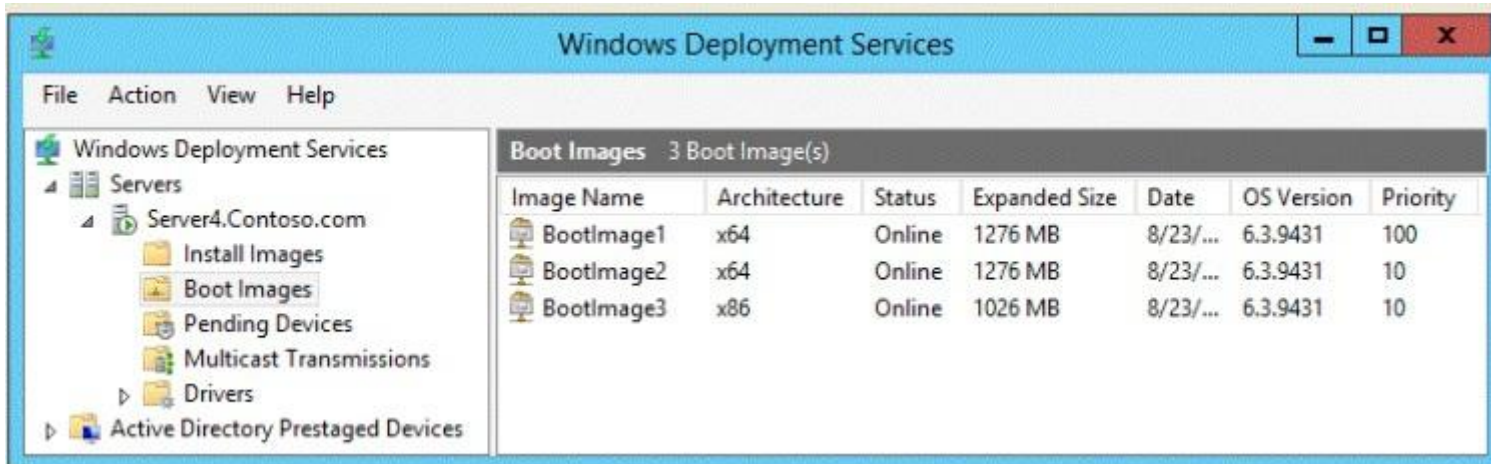 Windows Deployment Services
File Action View Help
Windows Deployment Services
Servers
Server4.Contoso.com
Install Images
Boot Images
Pending Devices
Multicast Transmissions
Drivers
Active Directory Prestaged Devices
Boot Images 3 Boot Image(s)
Image Name Architecture Status Expanded Size Date OS Version Priority
BootImage1 x64 Online 1276 MB 8/23/... 6.3.9431 100
BootImage2 x64 Online 1276 MB 8/23/... 6.3.9431 10
BootImage3 x86 Online 1026 MB 8/23/... 6.3.9431 10